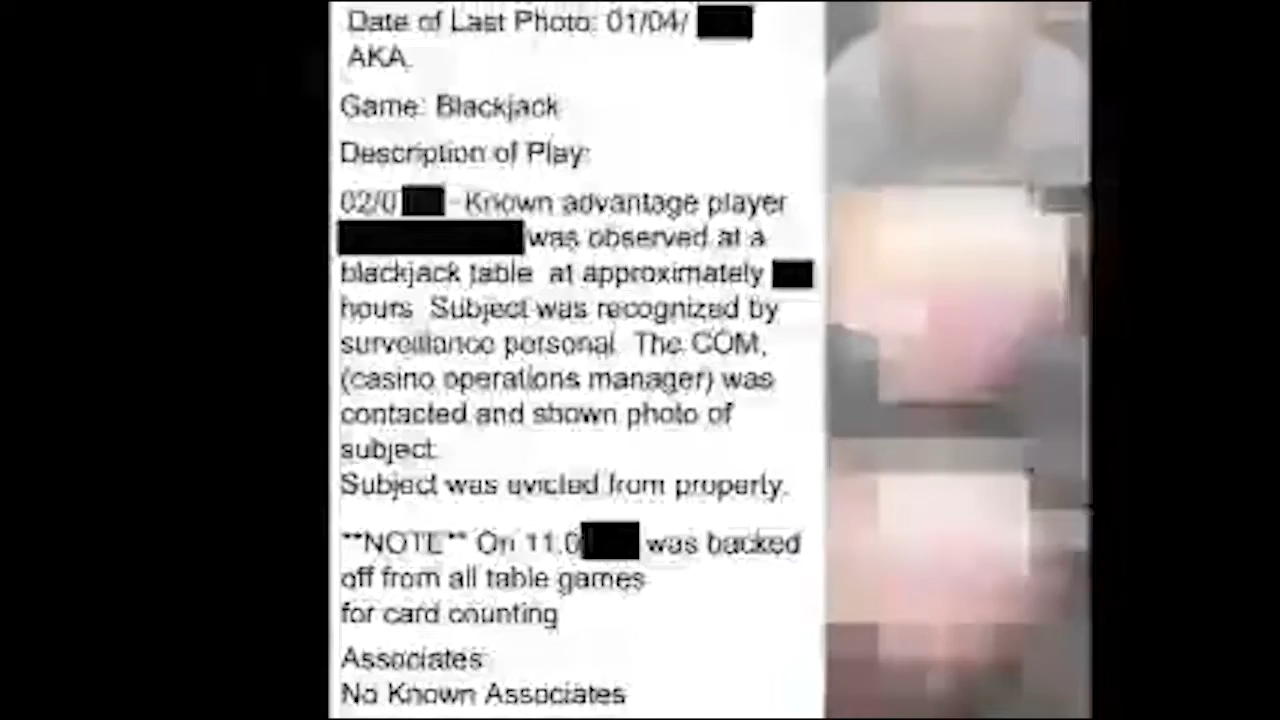 Date of Last Photo: 01/04/
AKA
Game: Blackjack
Description of Play:
02/0 - Known advantage player
was observed at a
blackjack table at approximately
hours Subject was recognized by
surveillance personal. The COM,
(casino operations manager) was
contacted and shown photo of
subject.
Subject was evicted from property.
**NOTE** On 11.0 was backed
off from all table games
for card counting
Associates
No Known Associates